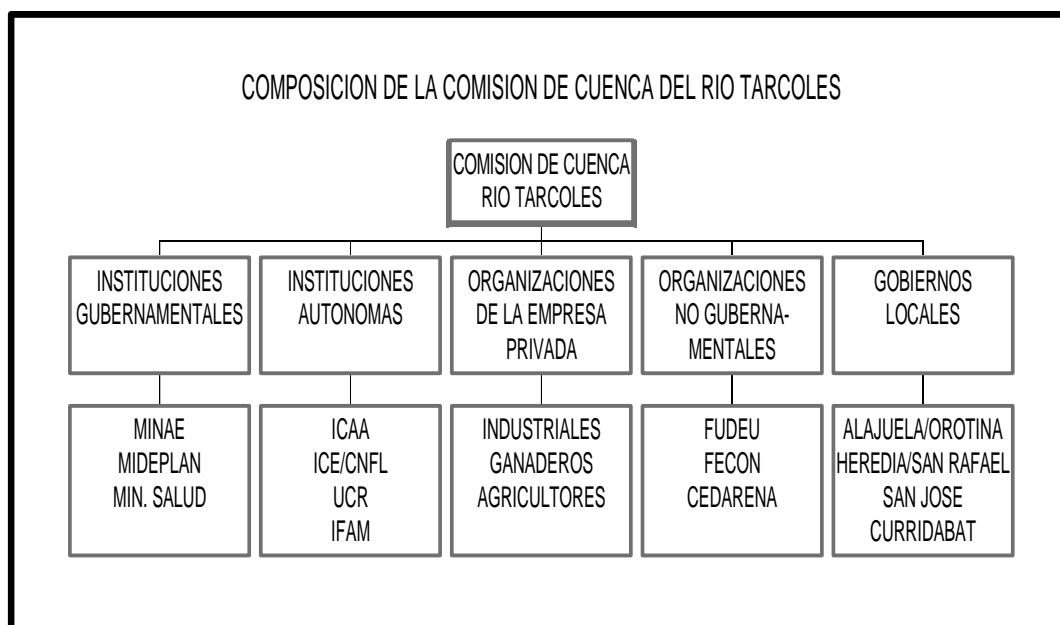 COMPOSICION DE LA COMISION DE CUENCA DEL RIO TARCOLES
COMISION DE CUENCA
RIO TARCOLES
INSTITUCIONES
GUBERNAMENTALES
INSTITUCIONES
AUTONOMAS
ORGANIZACIONES
DE LA EMPRESA
PRIVADA
ORGANIZACIONES
NO GUBERNA-
MENTALES
GOBIERNOS
LOCALES
MINAE
MIDEPLAN
MIN. SALUD
ICAA
ICE/CNFL
UCR
IFAM
INDUSTRIALES
GANADEROS
AGRICULTORES
FUDEU
FECON
CEDARENA
ALAJUELA/OROTINA
HEREDIA/SAN RAFAEL
SAN JOSE
CURRIDABAT